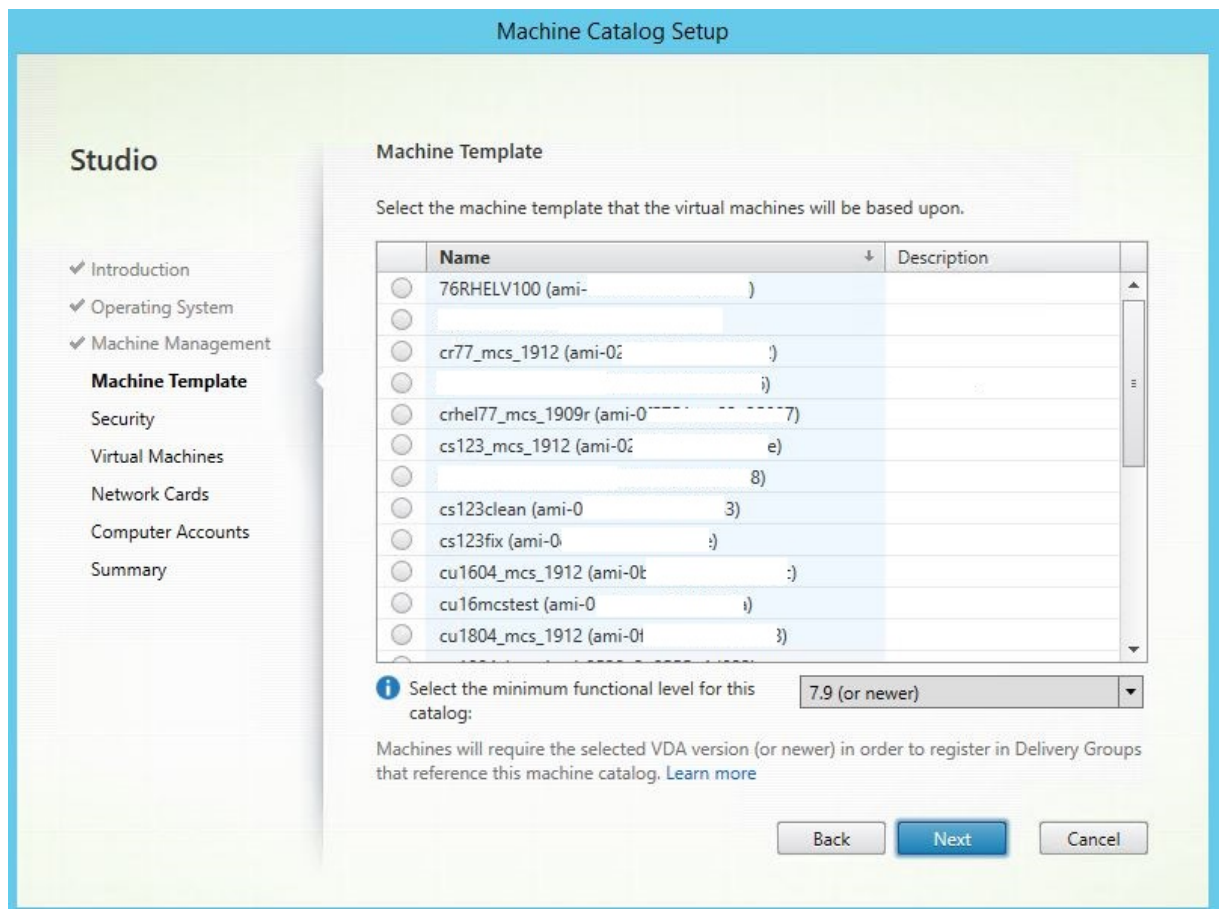 Machine Catalog Setup
Studio
Introduction
Operating System
Machine Management
Machine Template
Security
Virtual Machines
Network Cards
Computer Accounts
Summary
Machine Template
Select the machine template that the virtual machines will be based upon.
Name Description
76RHELV100 (ami- )
cr77_mcs_1912 (ami-02 )
crhel77_mcs_1909r (ami-0 7)
cs123_mcs_1912 (ami-02 e)
8)
cs123clean (ami-0 3)
cs123fix (ami-0 )
cu1604_mcs_1912 (ami-0b )
cu16mcstest (ami-0 )
cu1804_mcs_1912 (ami-0f 3)
Select the minimum functional level for this
catalog:
7.9 (or newer)
Machines will require the selected VDA version (or newer) in order to register in Delivery Groups
that reference this machine catalog. Learn more
Back Next Cancel